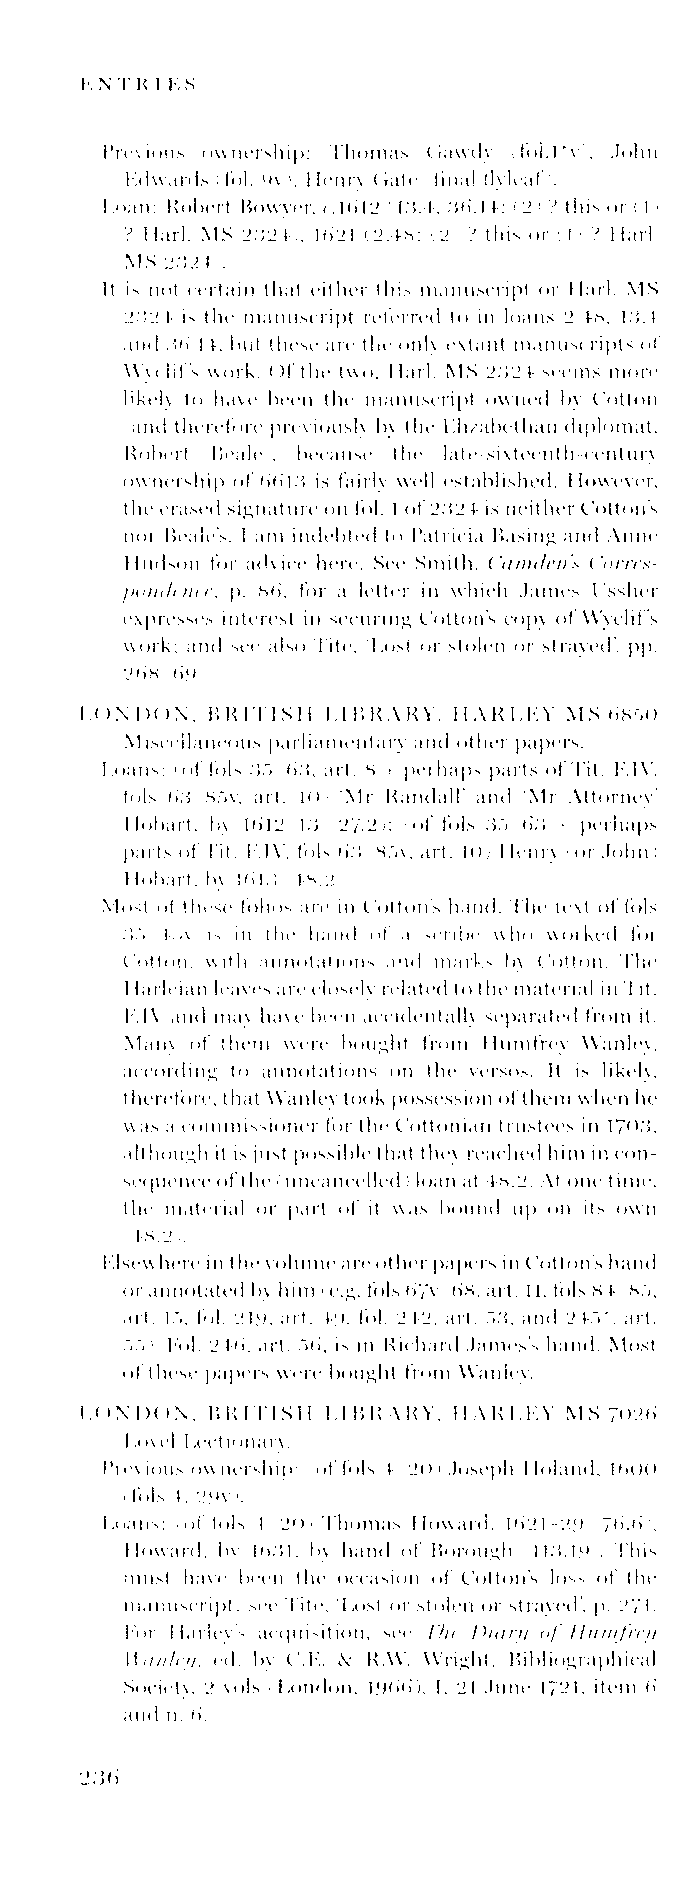 ENTRIES
Previous ownership: Thomas Gawdy (fol.1*v), John
Edwards (fol. 9v), Henry Gate (final flyleaf).
Loan: Robert Bowyer, c.1612 (13.4, 36.14: (2) ? this or (1)
? Harl. MS 2324), 1621 (2.48: (2) ? this or (1) ? Harl.
MS 2324).
It is not certain that either this manuscript or Harl. MS
2324 is the manuscript referred to in loans 2.48, 13.4
and 36.14, but these are the only extant manuscripts of
Wyclif's work. Of the two, Harl. MS 2324 seems more
likely to have been the manuscript owned by Cotton
(and therefore previously by the Elizabethan diplomat,
Robert Beale), because the late-sixteenth-century
ownership of 6613 is fairly well established. However,
the erased signature on fol. 1 of 2324 is neither Cotton's
nor Beale's. I am indebted to Patricia Basing and Anne
Hudson for advice here. See Smith, Camden's Corres-
pondence, p. 86, for a letter in which James Ussher
expresses interest in securing Cotton's copy of Wyclif's
work; and see also Tite, 'Lost or stolen or strayed', pp.
268–69.
LONDON, BRITISH LIBRARY, HARLEY MS 6850
Miscellaneous parliamentary and other papers.
Loans: (of fols 35–63, art. 8 + perhaps parts of Tit. F.IV,
fols 63–85v, art. 10) 'Mr Randall' and 'Mr Attorney'
Hobart, by 1612–13 (27.2); (of fols 35–63 + perhaps
parts of Tit. F.IV, fols 63–85v, art. 10) Henry (or John)
Hobart, by 1613 (48.2).
Most of these folios are in Cotton's hand. The text of fols
35–45v is in the hand of a scribe who worked for
Cotton, with annotations and marks by Cotton. The
Harleian leaves are closely related to the material in Tit.
F.IV and may have been accidentally separated from it.
Many of them were bought from Humfrey Wanley,
according to annotations on the versos. It is likely,
therefore, that Wanley took possession of them when he
was a commissioner for the Cottonian trustees in 1703,
although it is just possible that they reached him in con-
sequence of the (uncancelled) loan at 48.2. At one time,
the material or part of it was bound up on its own
(48.2).
Elsewhere in the volume are other papers in Cotton's hand
or annotated by him (e.g. fols 67v–68, art. 11, fols 84–85,
art. 15, fol. 219, art. 49, fol. 242, art. 53, and 245*, art.
55). Fol. 246, art. 56, is in Richard James's hand. Most
of these papers were bought from Wanley.
LONDON, BRITISH LIBRARY, HARLEY MS 7026
Lovel Lectionary.
Previous ownership: (of fols 4–20) Joseph Holand, 1600
(fols 4, 29v).
Loans: (of fols 4–20) Thomas Howard, 1621–29 (76.6),
Howard, by 1631, by hand of Borough (113.19). This
must have been the occasion of Cotton's loss of the
manuscript, see Tite, 'Lost or stolen or strayed', p. 271.
For Harley's acquisition, see The Diary of Humfrey
Wanley, ed. by C.E. & R.W. Wright, Bibliographical
Society, 2 vols (London, 1966), I, 21 June 1721, item 6
and n. 6.
236